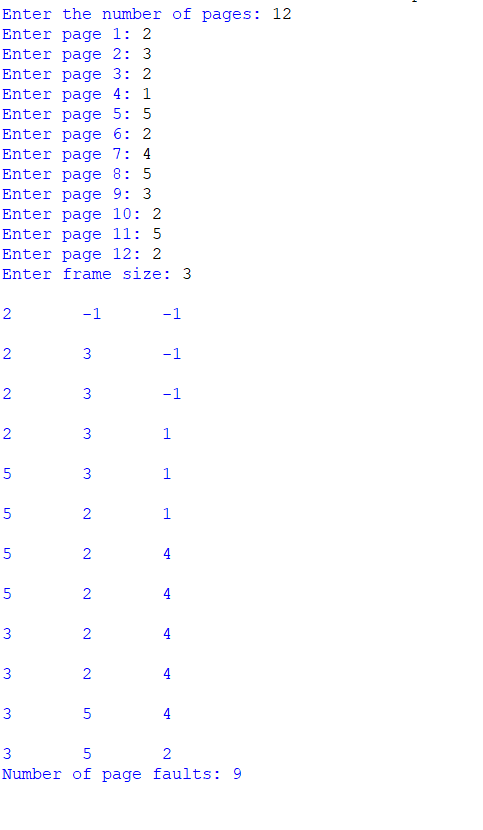 Enter the number of pages: 12
Enter page 1: 2
Enter page 2: 3
Enter page 3: 2
Enter page 4: 1
Enter page 5: 5
Enter page 6: 2
Enter page 7: 4
Enter page 8: 5
Enter page 9: 3
Enter page 10: 2
Enter page 11: 5
Enter page 12: 2
Enter frame size: 3
2 -1 -1
2 3 -1
2 3 -1
2 3 1
5 3 1
5 2 1
5 2 4
5 2 4
3 2 4
3 2 4
3 5 4
3 5 2
Number of page faults: 9